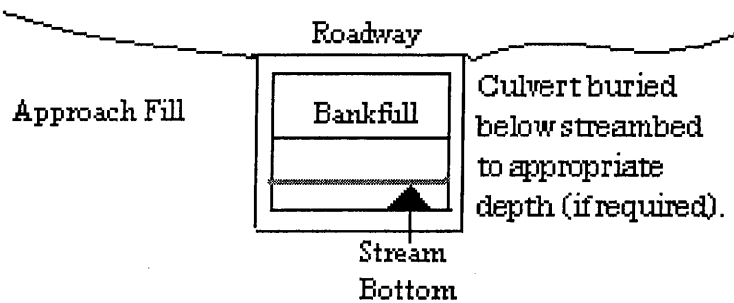 Roadway
Approach Fill
Bankfull
Culvert buried
below streambed
to appropriate
depth (if required).
Stream
Bottom